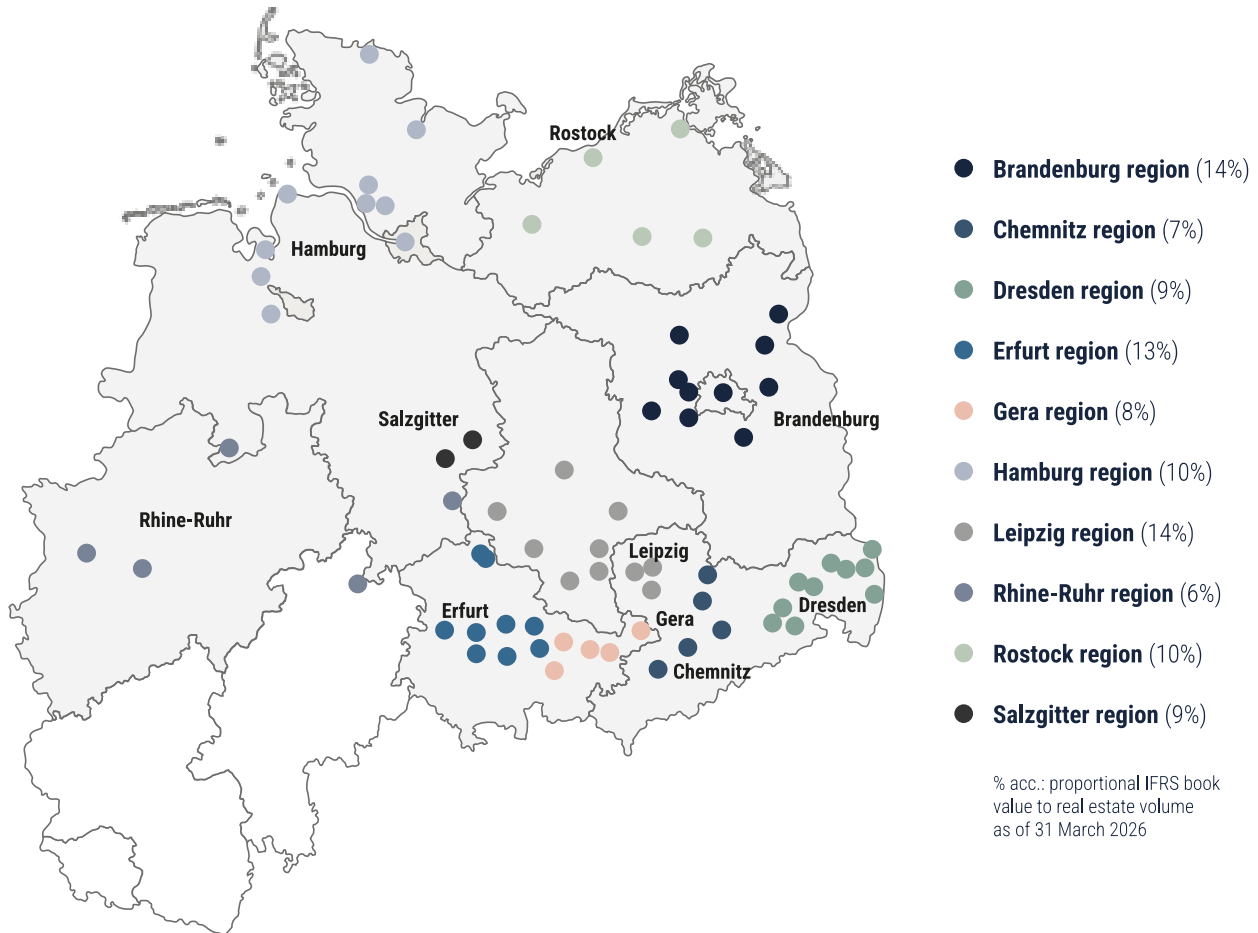 Rostock
Hamburg
Salzgitter
Brandenburg
Rhine-Ruhr
Leipzig
Erfurt
Gera
Dresden
Chemnitz
Brandenburg region (14%)
Chemnitz region (7%)
Dresden region (9%)
Erfurt region (13%)
Gera region (8%)
Hamburg region (10%)
Leipzig region (14%)
Rhine-Ruhr region (6%)
Rostock region (10%)
Salzgitter region (9%)
% acc.: proportional IFRS book
value to real estate volume
as of 31 March 2026